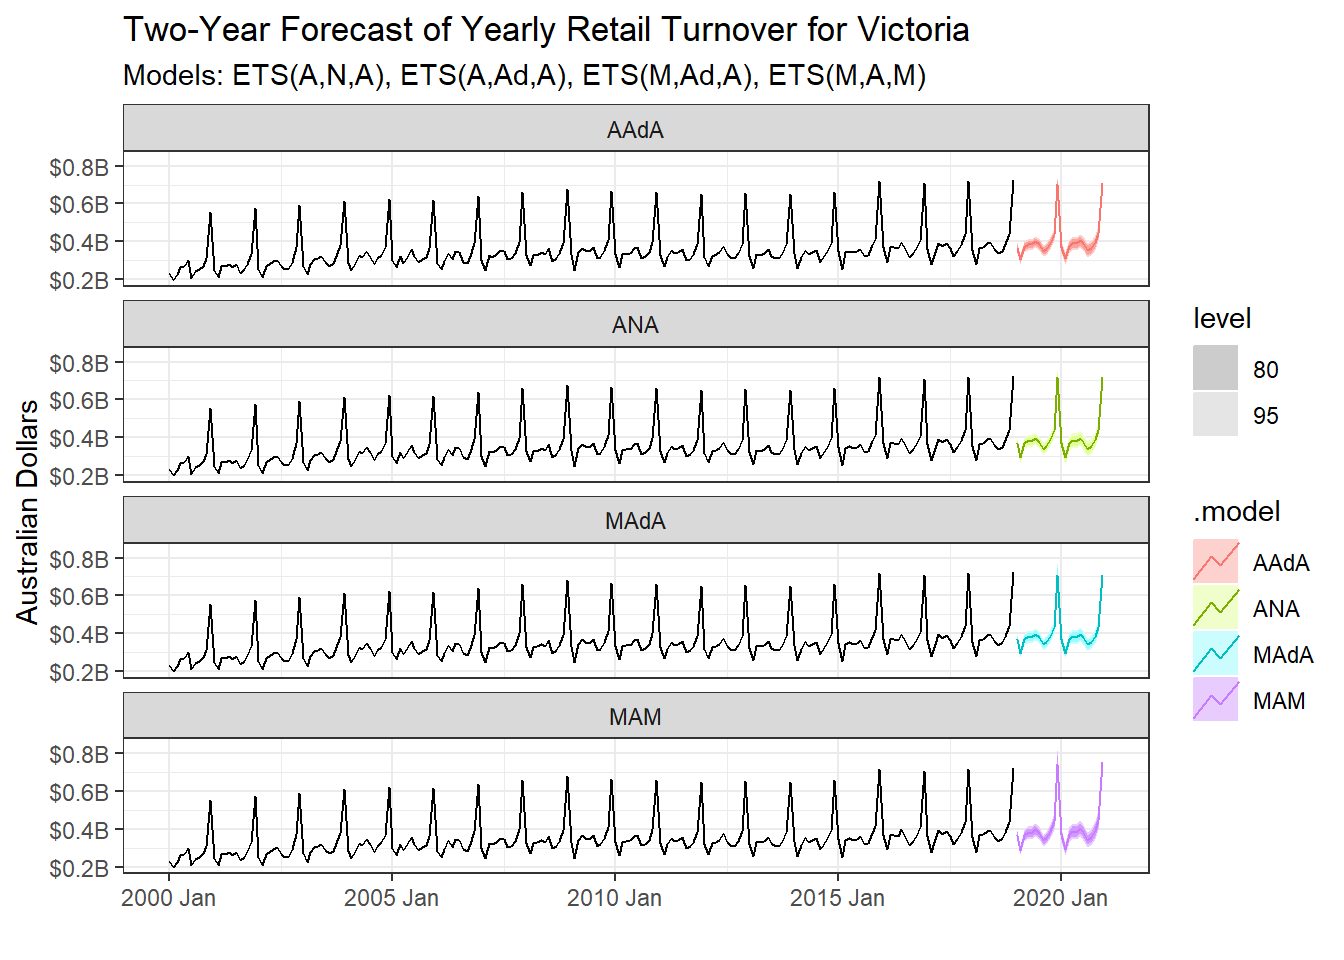 Two-Year Forecast of Yearly Retail Turnover for Victoria
Models: ETS(A,N,A), ETS(A,Ad,A), ETS(M,Ad,A), ETS(M,A,M)
Australian Dollars
AAdA
$0.8B
$0.6B
$0.4B
$0.2B
ANA
$0.8B
$0.6B
$0.4B
$0.2B
MAdA
$0.8B
$0.6B
$0.4B
$0.2B
MAM
$0.8B
$0.6B
$0.4B
$0.2B
2000 Jan 2005 Jan 2010 Jan 2015 Jan 2020 Jan
level
80
95
.model
AAdA
ANA
MAdA
MAM